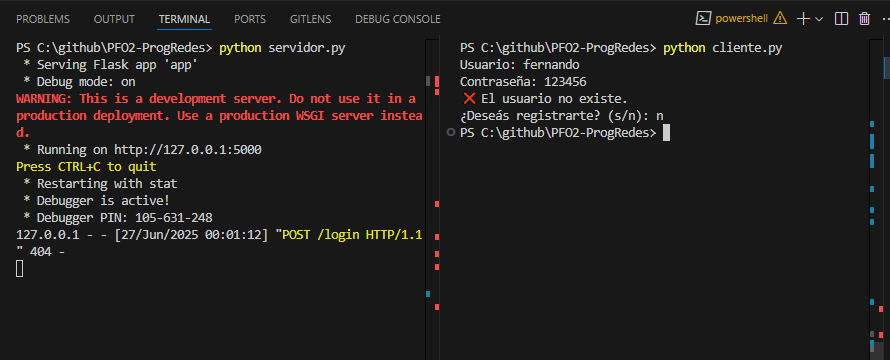 PROBLEMS OUTPUT TERMINAL PORTS GITLENS DEBUG CONSOLE powershell
PS C:\github\PFO2-ProgRedes> python servidor.py
* Serving Flask app 'app'
* Debug mode: on
WARNING: This is a development server. Do not use it in a
production deployment. Use a production WSGI server instea
d.
* Running on http://127.0.0.1:5000
Press CTRL+C to quit
* Restarting with stat
* Debugger is active!
* Debugger PIN: 105-631-248
127.0.0.1 - - [27/Jun/2025 00:01:12] "POST /login HTTP/1.1
" 404 -
PS C:\github\PFO2-ProgRedes> python cliente.py
Usuario: fernando
Contraseña: 123456
❌ El usuario no existe.
¿Deseás registrarte? (s/n): n
PS C:\github\PFO2-ProgRedes>